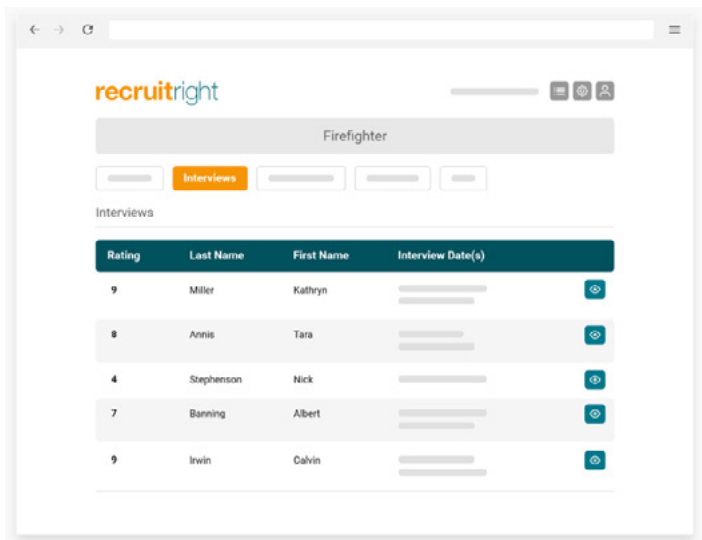 recruitright
Firefighter
Interviews
Interviews
Rating Last Name First Name Interview Date(s)
9 Miller Kathryn
8 Annis Tara
4 Stephenson Nick
7 Banning Albert
9 Irwin Calvin